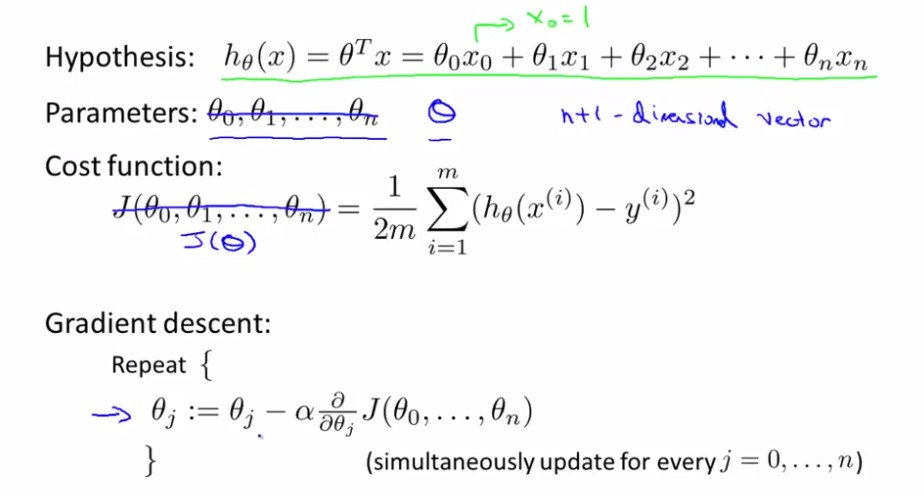 → x₀ = 1
Hypothesis: h_θ(x) = θᵀx = θ₀x₀ + θ₁x₁ + θ₂x₂ + ⋯ + θₙxₙ
Parameters: θ₀, θ₁, . . . , θₙ θ n+1 - dimensional vector
Cost function:
J(θ₀, θ₁, . . . , θₙ) = 1/2m ∑_{i=1}^{m} (h_θ(x⁽ⁱ⁾) − y⁽ⁱ⁾)²
J(θ)
Gradient descent:
Repeat {
→ θⱼ := θⱼ − α ∂/∂θⱼ J(θ₀, . . . , θₙ)
} (simultaneously update for every j = 0, . . . , n)